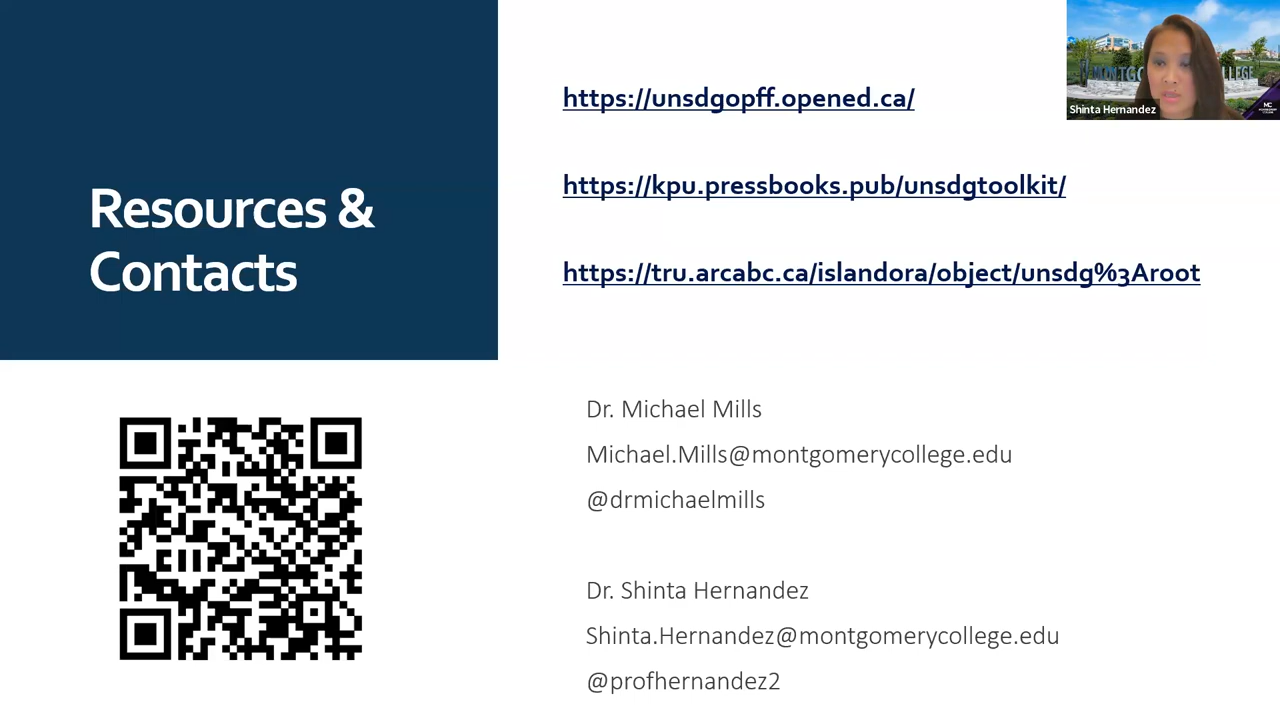 Resources &
Contacts
https://unsdgopff.opened.ca/
https://kpu.pressbooks.pub/unsdgtoolkit/
https://tru.arcabc.ca/islandora/object/unsdg%3Aroot
Dr. Michael Mills
Michael.Mills@montgomerycollege.edu
@drmichaelmills
Dr. Shinta Hernandez
Shinta.Hernandez@montgomerycollege.edu
@profhernandez2
Shinta Hernandez
MC